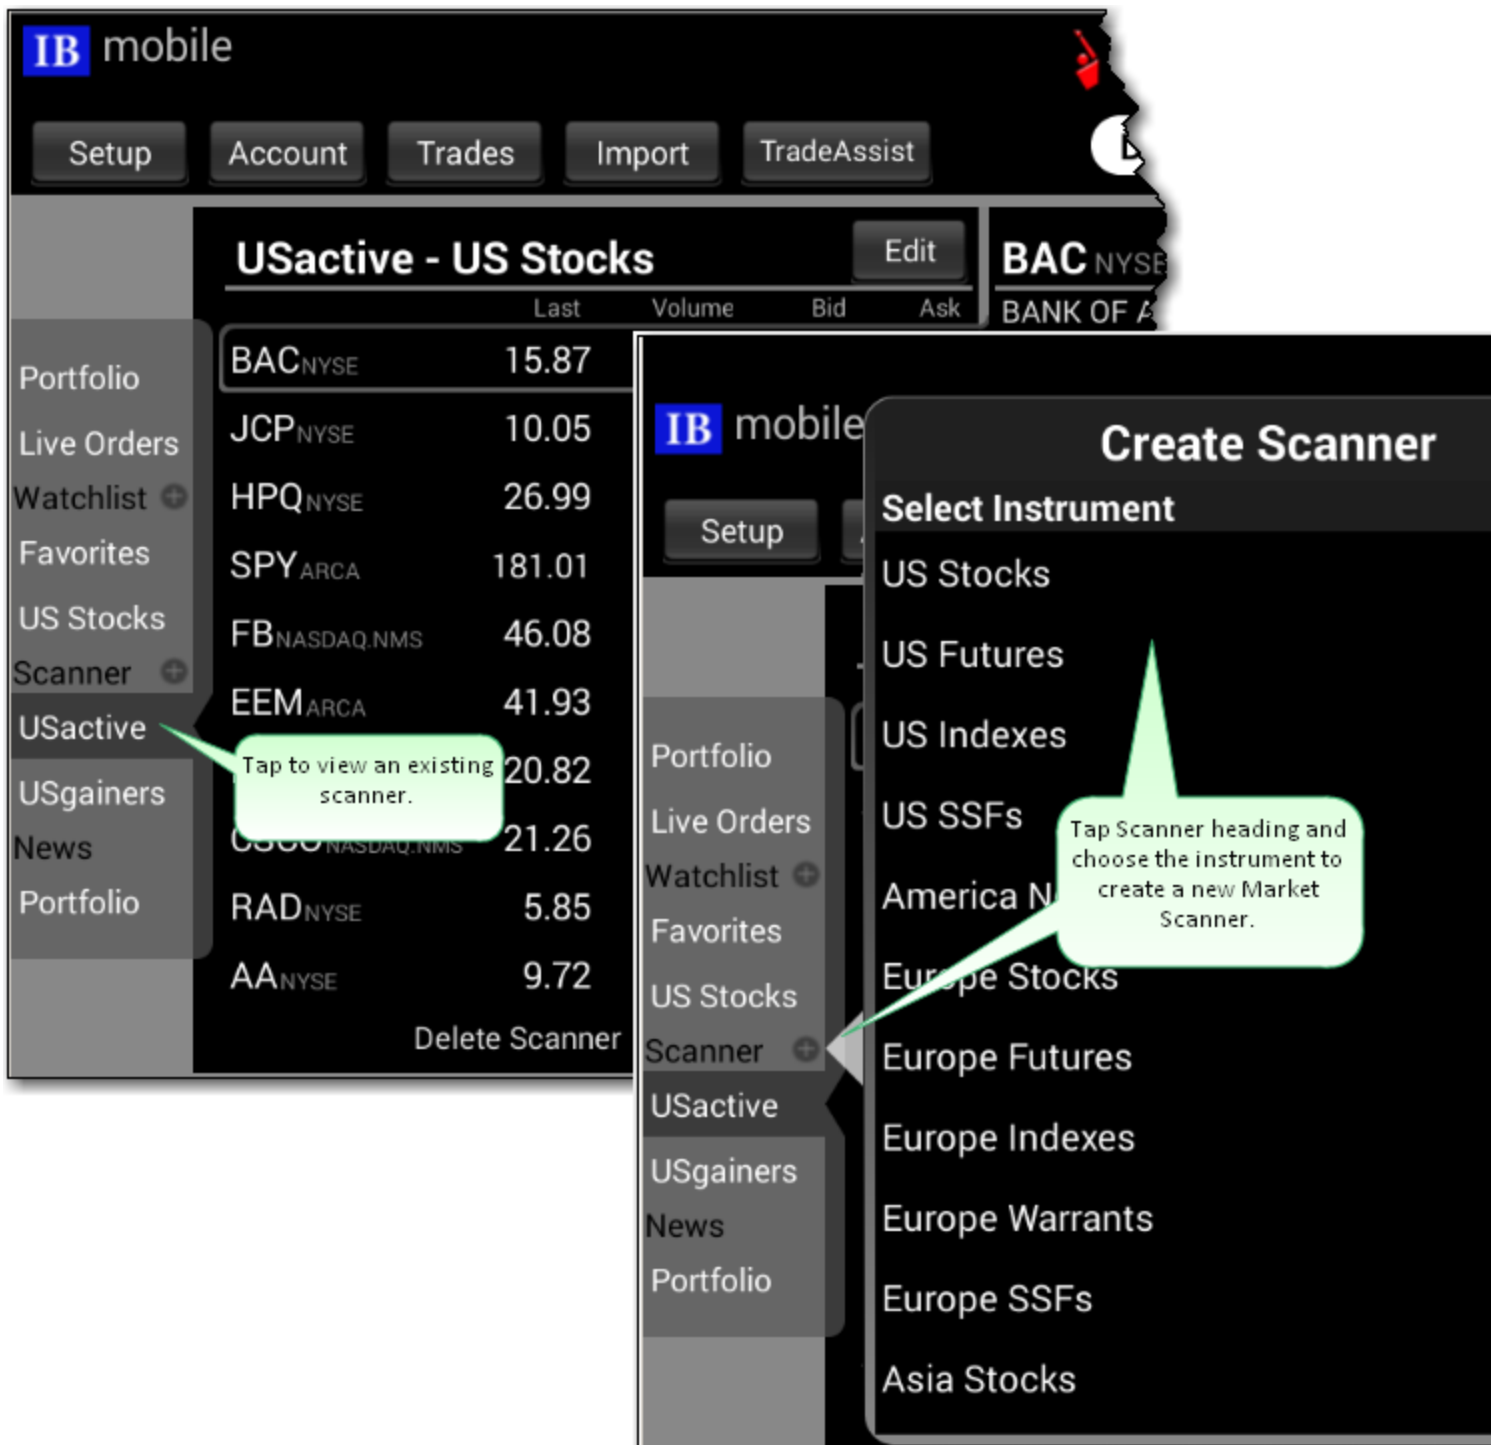 IB mobile
Setup Account Trades Import TradeAssist
USactive - US Stocks Edit
Last Volume Bid Ask
BAC NYSE 15.87
JCP NYSE 10.05
HPQ NYSE 26.99
SPY ARCA 181.01
FB NASDAQ.NMS 46.08
EEM ARCA 41.93
20.82
CSCO NASDAQ.NMS 21.26
RAD NYSE 5.85
AA NYSE 9.72
Delete Scanner
BAC NYSE
BANK OF
Portfolio
Live Orders
Watchlist
Favorites
US Stocks
Scanner
USactive
USgainers
News
Portfolio
Tap to view an existing
scanner.
IB mobile
Setup
Portfolio
Live Orders
Watchlist
Favorites
US Stocks
Scanner
USactive
USgainers
News
Portfolio
Create Scanner
Select Instrument
US Stocks
US Futures
US Indexes
US SSFs
America N
Europe Stocks
Europe Futures
Europe Indexes
Europe Warrants
Europe SSFs
Asia Stocks
Tap Scanner heading and
choose the instrument to
create a new Market
Scanner.